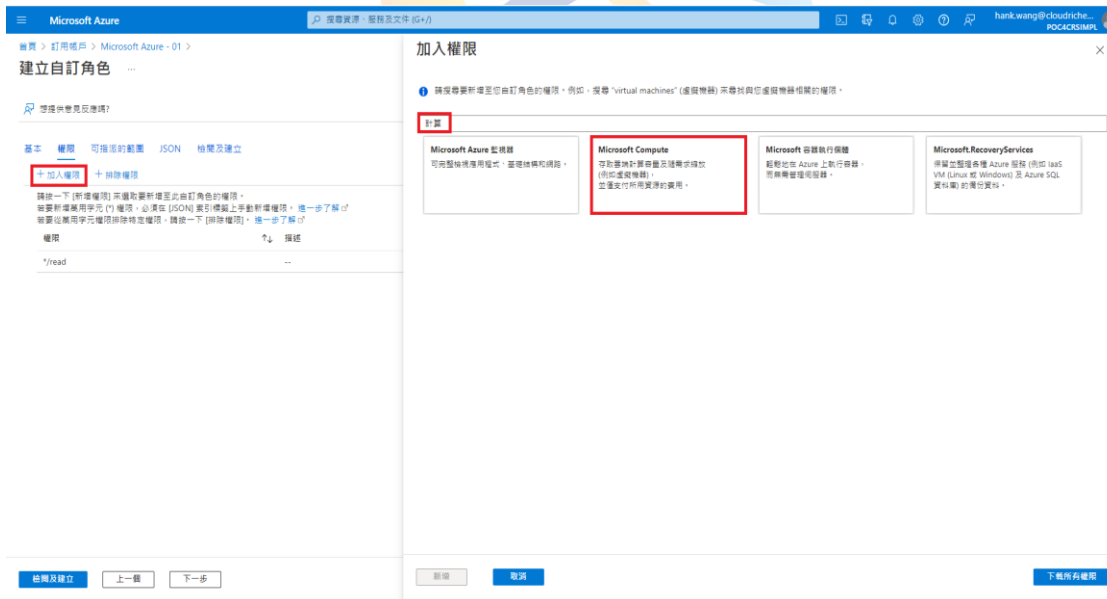 Microsoft Azure
搜尋資源、服務及文件 (G+/)
hank.wang@cloudriche...
POC4CRSIMPL
首頁 > 訂用帳戶 > Microsoft Azure - 01 >
建立自訂角色 ...
想提供意見反應嗎?
基本 權限 可指派的範圍 JSON 檢閱及建立
+ 加入權限 + 排除權限
請按一下 [新增權限] 來選取要新增至此自訂角色的權限。
若要新增萬用字元 (*) 權限，必須在 [JSON] 索引標籤上手動新增權限。進一步了解
若要從萬用字元權限排除特定權限，請按一下 [排除權限]。進一步了解
權限 ↑↓ 描述
*/read --
檢閱及建立 上一個 下一步
加入權限
請搜尋要新增至您自訂角色的權限。例如，搜尋 "virtual machines" (虛擬機器) 來尋找與您虛擬機器相關的權限。
計算
Microsoft Azure 監視器
可完整檢視應用程式、基礎結構和網路。
Microsoft Compute
存取雲端計算容量及隨需求縮放
(例如虛擬機器)，
並僅支付所用資源的費用。
Microsoft 容器執行個體
輕鬆地在 Azure 上執行容器，
而無需管理伺服器。
Microsoft.RecoveryServices
保留並整理各種 Azure 服務 (例如 IaaS
VM (Linux 或 Windows) 及 Azure SQL
資料庫) 的備份資料。
新增 取消 下載所有權限